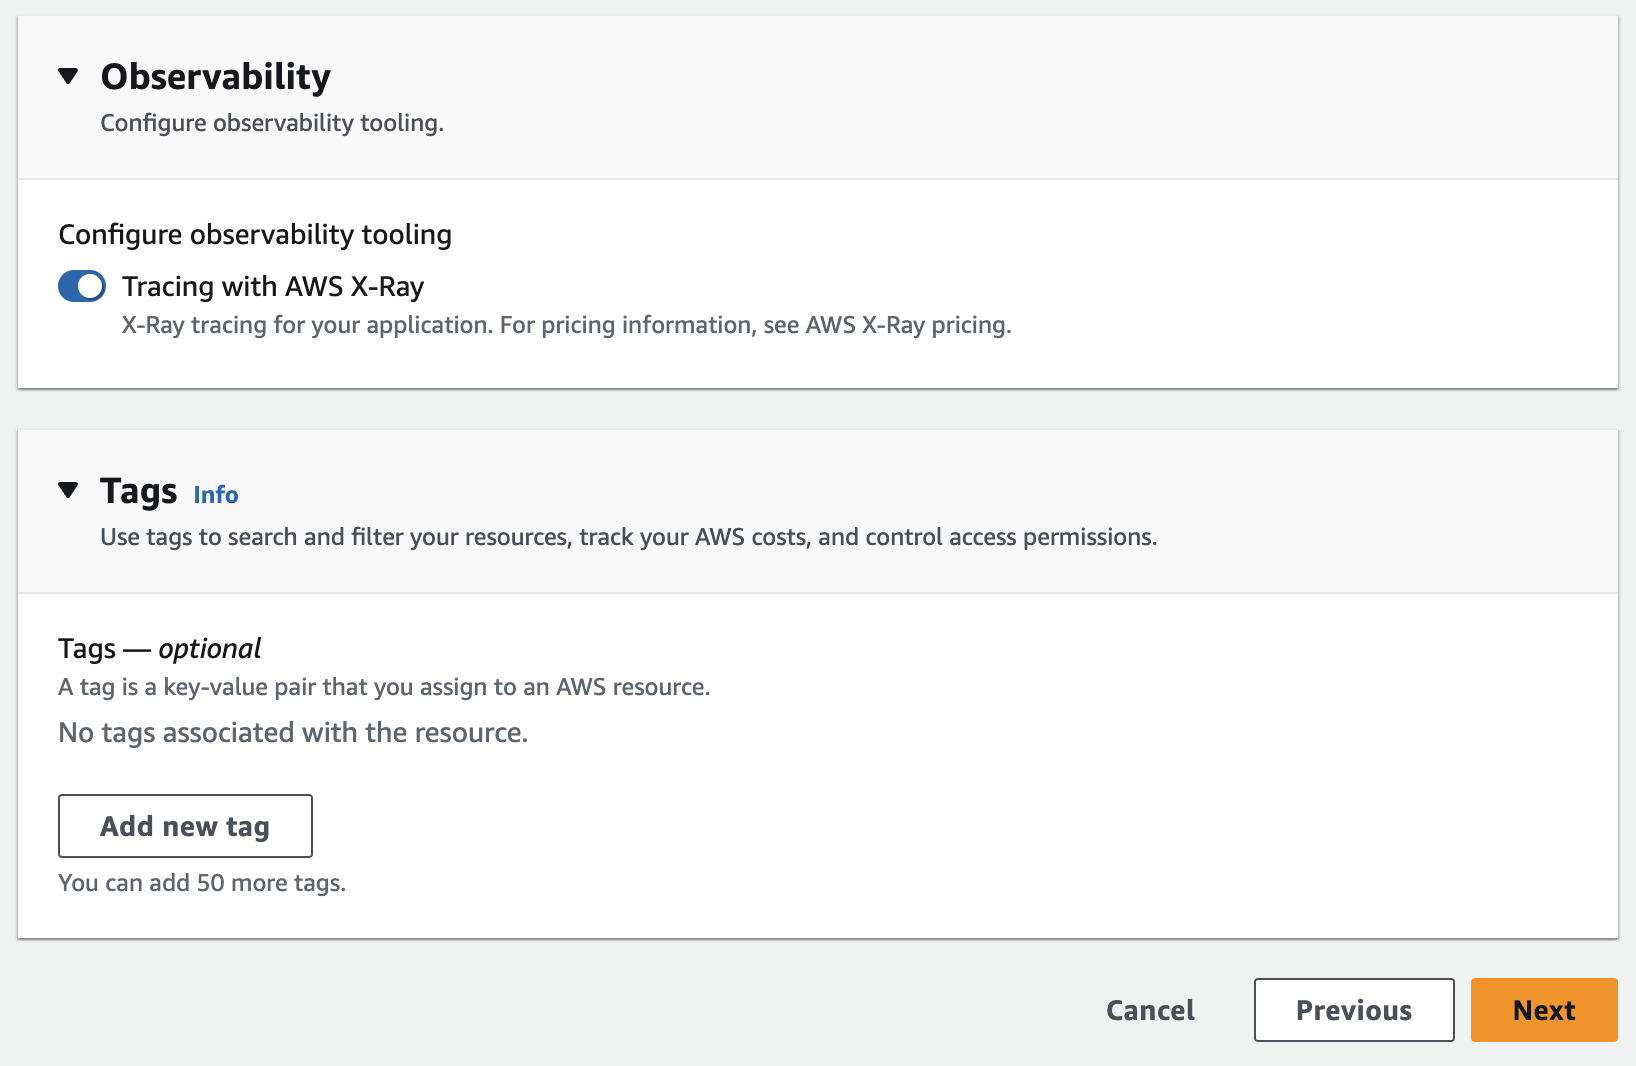 Observability
Configure observability tooling.
Configure observability tooling
Tracing with AWS X-Ray
X-Ray tracing for your application. For pricing information, see AWS X-Ray pricing.
Tags Info
Use tags to search and filter your resources, track your AWS costs, and control access permissions.
Tags — optional
A tag is a key-value pair that you assign to an AWS resource.
No tags associated with the resource.
Add new tag
You can add 50 more tags.
Cancel Previous Next